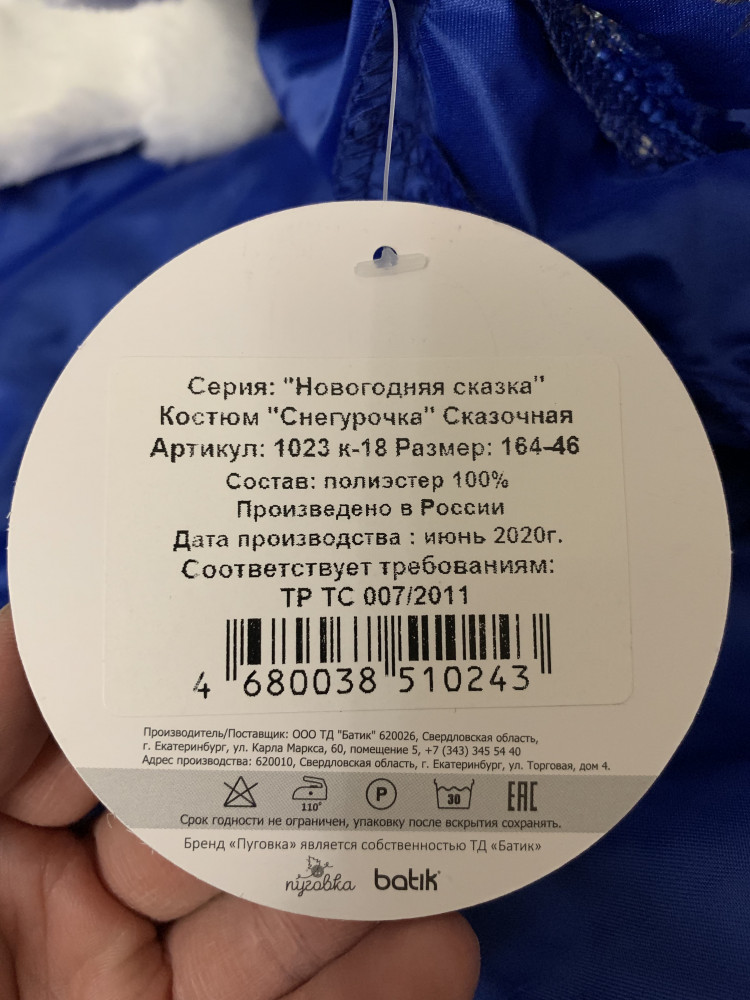 Серия: "Новогодняя сказка"
Костюм "Снегурочка" Сказочная
Артикул: 1023 к-18 Размер: 164-46
Состав: полиэстер 100%
Произведено в России
Дата производства : июнь 2020г.
Соответствует требованиям:
ТР ТС 007/2011
4 680038 510243
Производитель/Поставщик: ООО ТД "Батик" 620026, Свердловская область,
г. Екатеринбург, ул. Карла Маркса, 60, помещение 5, +7 (343) 345 54 40
Адрес производства: 620010, Свердловская область, г. Екатеринбург, ул. Торговая, дом 4.
110° P 30 EAC
Срок годности не ограничен, упаковку после вскрытия сохранять.
Бренд «Пуговка» является собственностью ТД «Батик»
пуговка batik